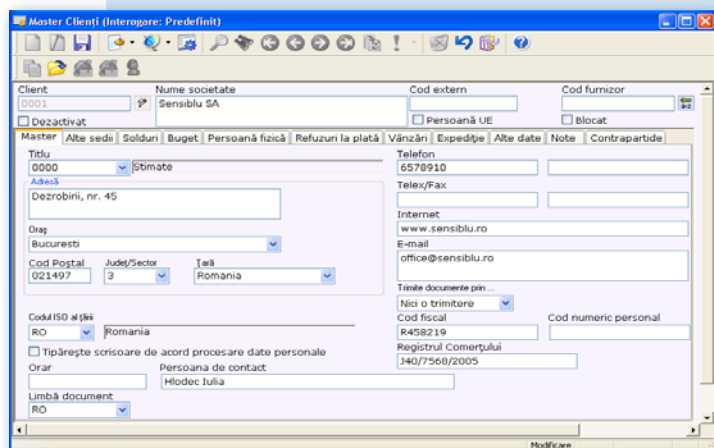 Master Clienți (Interogare: Predefinit)
Client Nume societate Cod extern Cod furnizor
0001 Sensiblu SA
Dezactivat Persoană UE Blocat
Master Alte sedii Solduri Buget Persoană fizică Refuzuri la plată Vânzări Expediție Alte date Note Contrapartide
Titlu Telefon
0000 Stimate 6578910
Adresă Telex/Fax
Dezrobirii, nr. 45
Internet
Oraș www.sensiblu.ro
Bucuresti E-mail
Cod Poștal Județ/Sector Țară office@sensiblu.ro
021497 3 Romania
Trimite documente prin ...
Nici o trimitere
Codul ISO al țării Cod fiscal Cod numeric personal
RO Romania R458219
Tipărește scrisoare de acord procesare date personale Registrul Comerțului
Orar Persoana de contact J40/7568/2005
Hlodec Iulia
Limbă document
RO
Modificare